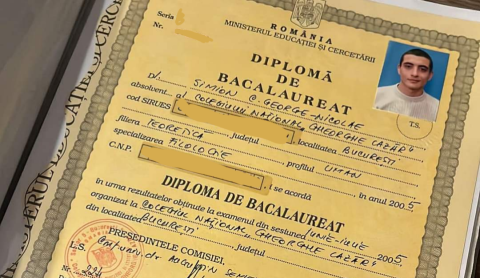 ROMÂNIA
MINISTERUL EDUCAȚIEI ȘI CERCETĂRII
Seria
Nr.
DIPLOMĂ
DE
BACALAUREAT
D. SIMION G. GEORGE-NICOLAE
absolvent al COLEGIULUI NAȚIONAL „GHEORGHE LAZĂR”
cod SIRUES localitatea BUCUREȘTI
filiera TEORETICĂ, județul, profilul UMAN
specializarea FILOLOGIE, în anul 2005
C.N.P.
i se acordă
DIPLOMA DE BACALAUREAT
în urma rezultatelor obținute la examenul din sesiunea IUNIE-IULIE 2005
organizat la COLEGIUL NAȚIONAL „GHEORGHE LAZĂR”
din localitatea BUCUREȘTI, județul
PREȘEDINTELE COMISIEI,
L.S.
T.S.
Nr.